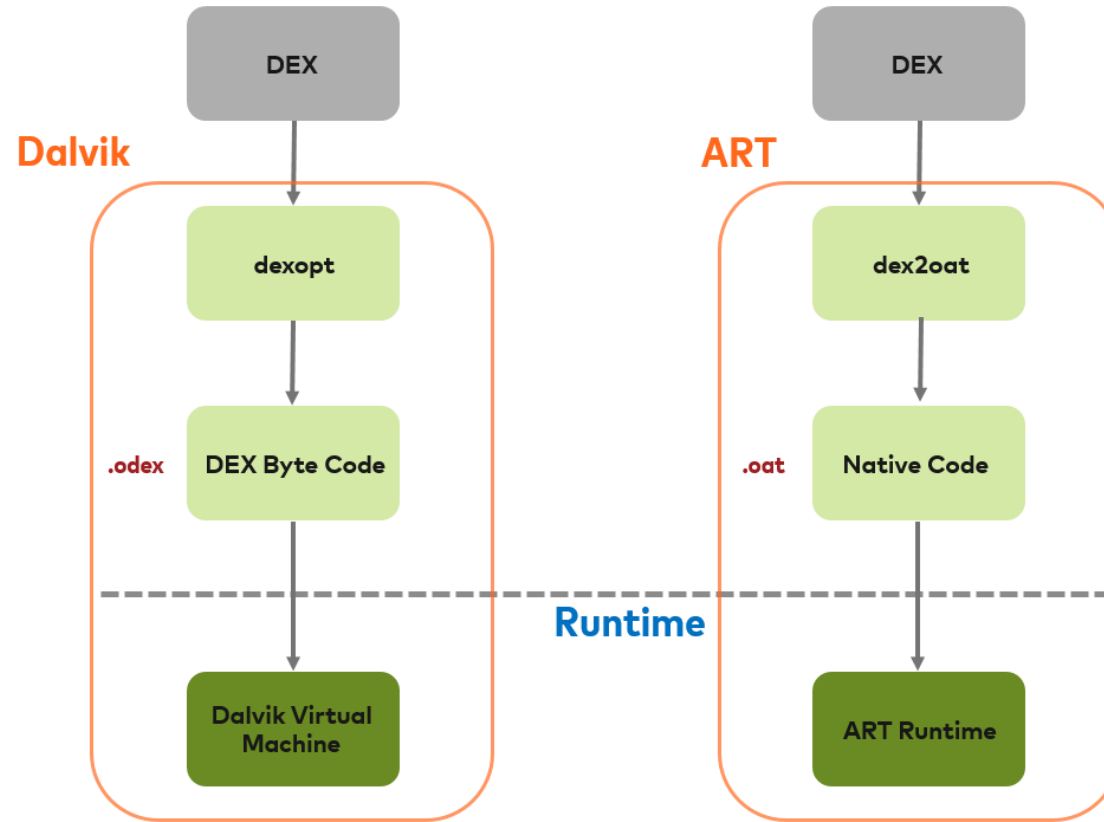 DEX
DEX
Dalvik
ART
dexopt
dex2oat
.odex
DEX Byte Code
.oat
Native Code
Runtime
Dalvik Virtual
Machine
ART Runtime